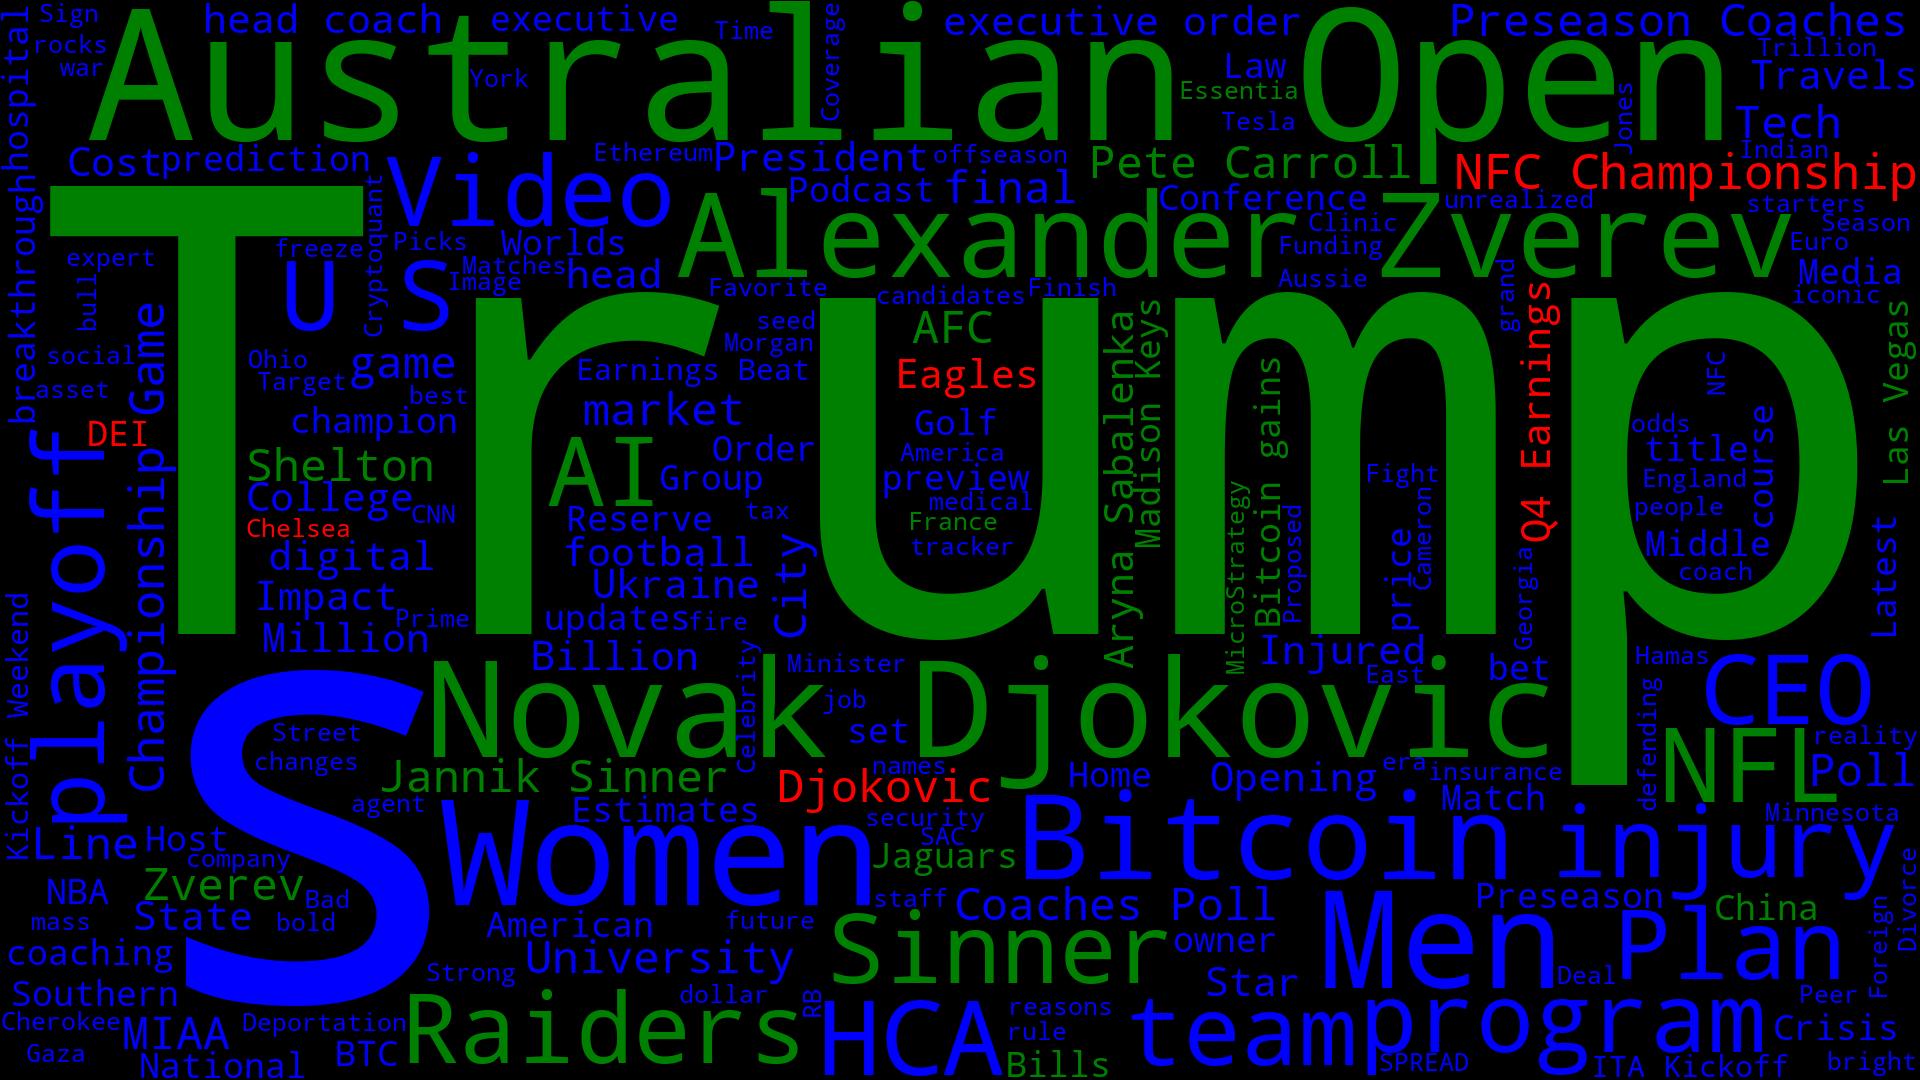 Sign
head coach
executive
Time
Coverage
executive order
Preseason Coaches
rocks
war
hospital
Australian Open
York
Law
Essentia
Tesla
Jones
Trillion
Travels
Tech
Indian
Cost
prediction
Video
Ethereum
President
offseason
Pete Carroll
NFC Championship
Podcast
final
Conference
unrealized
starters
Season
breakthrough
Trump
expert
freeze
Cryptoquant
Picks
Worlds
Matches
Image
head
Alexander Zverev
Clinic
Funding
Aussie
Euro
Media
iconic
bull
U S
Favorite
candidates
Finish
grand
social
asset
Game
Ohio
Target
game
best
seed
Morgan
Earnings Beat
AFC
Eagles
Aryna Sabalenka
Madison Keys
Bitcoin gains
Q4 Earnings
NFC
Las Vegas
DEI
champion
market
Golf
America
Order
AI
Group
preview
medical
Fight
odds
title
England
people
course
Shelton
College
CNN
Chelsea
Reserve
tax
France
tracker
MicroStrategy
Proposed
price
Cameron
Middle
coach
Latest
playoff
Championship
digital
football
Ukraine
City
Impact
Prime
updates
fire
Million
Billion
Georgia
Kickoff Weekend
Celebrity
Minister
Injured
East
bet
Hamas
CEO
S
Novak Djokovic
job
set
names
defending
Street
changes
Jannik Sinner
Djokovic
Home
Opening
era
insurance
Match
NFL
reality
Poll
agent
Estimates
Women
security
SAC
Jaguars
Bitcoin
injury
Minnesota
Line
Host
company
NBA
Zverev
Bad
mass
State
bold
American
future
staff
Coaches Poll
Preseason
China
Divorce
Foreign
coaching
University
Strong
Sinner
owner
Men
Plan
Star
Deal
Southern
dollar
RB
reasons
Peer
Cherokee
MIAA
Deportation
Raiders
HCA
rule
team
program
Crisis
Gaza
National
BTC
Bills
SPREAD
ITA Kickoff
bright